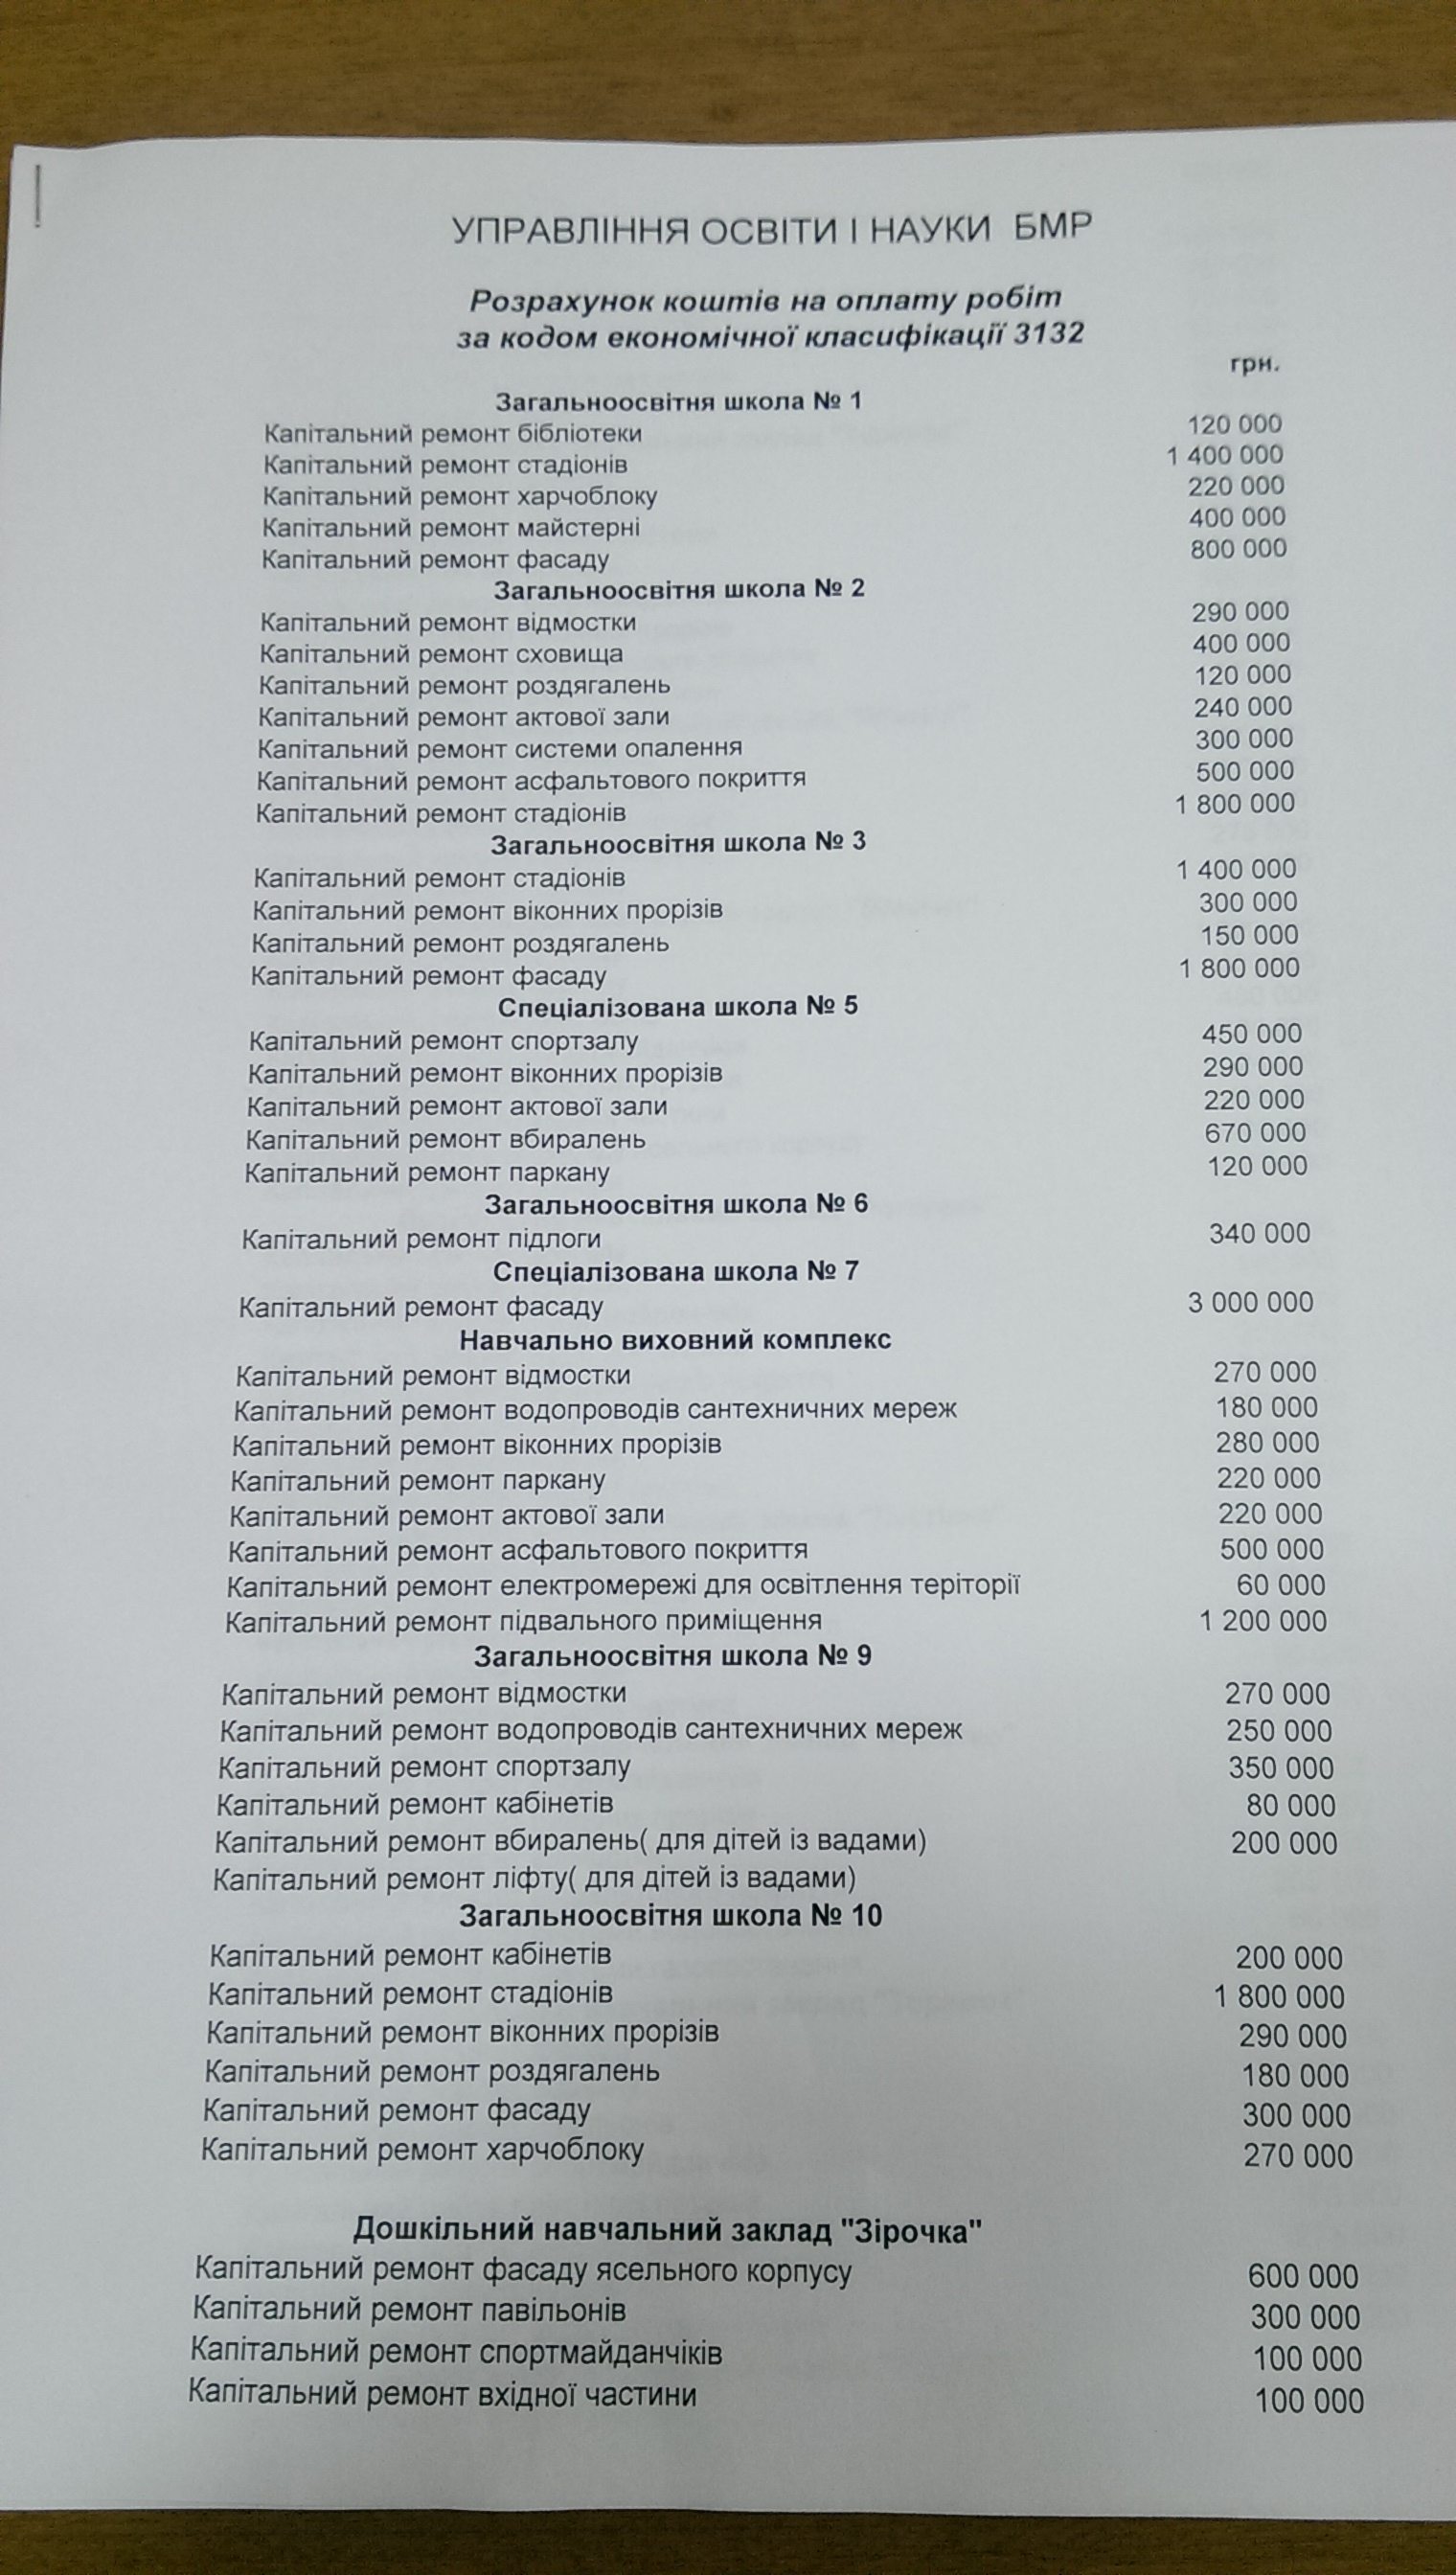 УПРАВЛІННЯ ОСВІТИ І НАУКИ БМР
Розрахунок коштів на оплату робіт
за кодом економічної класифікації 3132
грн.
Загальноосвітня школа № 1
Капітальний ремонт бібліотеки 120 000
Капітальний ремонт стадіонів 1 400 000
Капітальний ремонт харчоблоку 220 000
Капітальний ремонт майстерні 400 000
Капітальний ремонт фасаду 800 000
Загальноосвітня школа № 2
Капітальний ремонт відмостки 290 000
Капітальний ремонт сховища 400 000
Капітальний ремонт роздягалень 120 000
Капітальний ремонт актової зали 240 000
Капітальний ремонт системи опалення 300 000
Капітальний ремонт асфальтового покриття 500 000
Капітальний ремонт стадіонів 1 800 000
Загальноосвітня школа № 3
Капітальний ремонт стадіонів 1 400 000
Капітальний ремонт віконних прорізів 300 000
Капітальний ремонт роздягалень 150 000
Капітальний ремонт фасаду 1 800 000
Спеціалізована школа № 5
Капітальний ремонт спортзалу 450 000
Капітальний ремонт віконних прорізів 290 000
Капітальний ремонт актової зали 220 000
Капітальний ремонт вбиралень 670 000
Капітальний ремонт паркану 120 000
Загальноосвітня школа № 6
Капітальний ремонт підлоги 340 000
Спеціалізована школа № 7
Капітальний ремонт фасаду 3 000 000
Навчально виховний комплекс
Капітальний ремонт відмостки 270 000
Капітальний ремонт водопроводів сантехничних мереж 180 000
Капітальний ремонт віконних прорізів 280 000
Капітальний ремонт паркану 220 000
Капітальний ремонт актової зали 220 000
Капітальний ремонт асфальтового покриття 500 000
Капітальний ремонт електромережі для освітлення теріторії 60 000
Капітальний ремонт підвального приміщення 1 200 000
Загальноосвітня школа № 9
Капітальний ремонт відмостки 270 000
Капітальний ремонт водопроводів сантехничних мереж 250 000
Капітальний ремонт спортзалу 350 000
Капітальний ремонт кабінетів 80 000
Капітальний ремонт вбиралень( для дітей із вадами) 200 000
Капітальний ремонт ліфту( для дітей із вадами)
Загальноосвітня школа № 10
Капітальний ремонт кабінетів 200 000
Капітальний ремонт стадіонів 1 800 000
Капітальний ремонт віконних прорізів 290 000
Капітальний ремонт роздягалень 180 000
Капітальний ремонт фасаду 300 000
Капітальний ремонт харчоблоку 270 000
Дошкільний навчальний заклад "Зірочка"
Капітальний ремонт фасаду ясельного корпусу 600 000
Капітальний ремонт павільонів 300 000
Капітальний ремонт спортмайданчіків 100 000
Капітальний ремонт вхідної частини 100 000